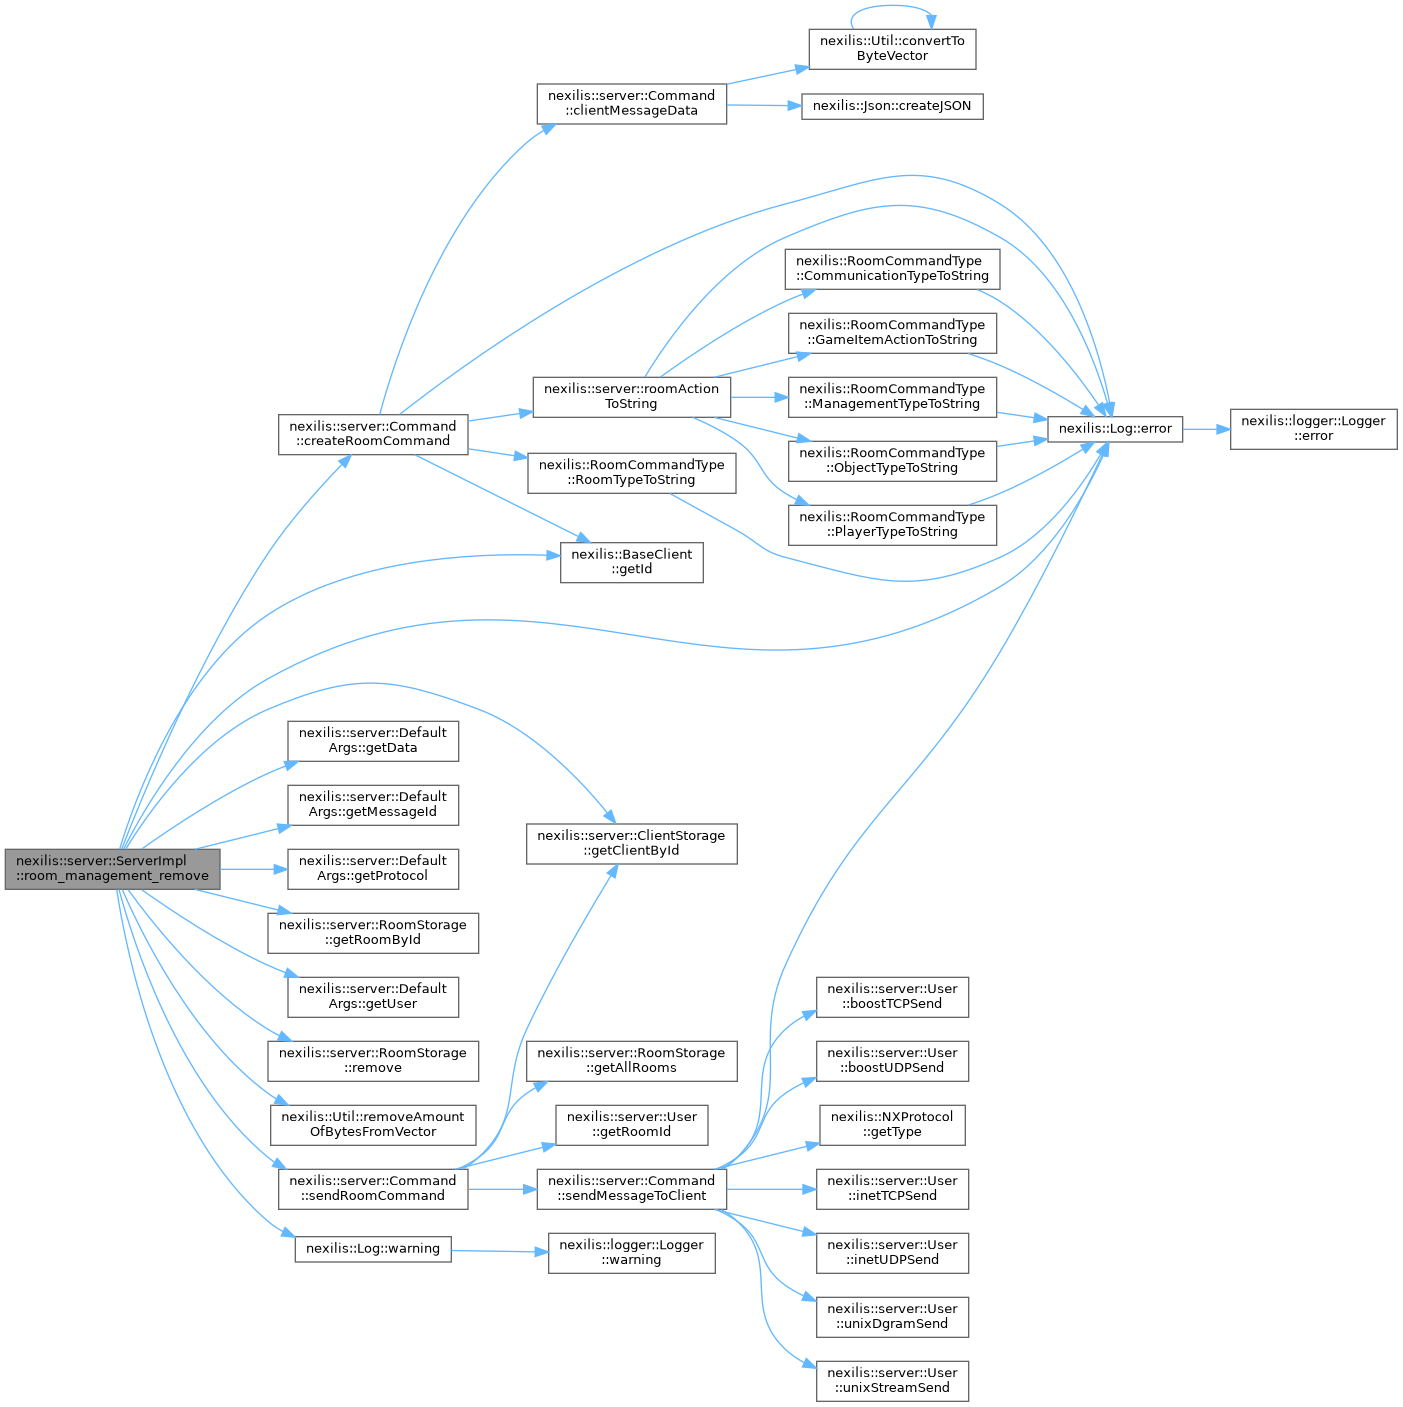 nexilis::Util::convertTo
ByteVector
nexilis::server::Command
::clientMessageData
nexilis::Json::createJSON
nexilis::RoomCommandType
::CommunicationTypeToString
nexilis::RoomCommandType
::GameItemActionToString
nexilis::server::roomAction
ToString
nexilis::RoomCommandType
::ManagementTypeToString
nexilis::server::Command
::createRoomCommand
nexilis::Log::error
nexilis::logger::Logger
::error
nexilis::RoomCommandType
::RoomTypeToString
nexilis::RoomCommandType
::ObjectTypeToString
nexilis::RoomCommandType
::PlayerTypeToString
nexilis::BaseClient
::getId
nexilis::server::Default
Args::getData
nexilis::server::Default
Args::getMessageId
nexilis::server::ClientStorage
::getClientById
nexilis::server::ServerImpl
::room_management_remove
nexilis::server::Default
Args::getProtocol
nexilis::server::RoomStorage
::getRoomById
nexilis::server::Default
Args::getUser
nexilis::server::User
::boostTCPSend
nexilis::server::RoomStorage
::remove
nexilis::server::RoomStorage
::getAllRooms
nexilis::server::User
::boostUDPSend
nexilis::Util::removeAmount
OfBytesFromVector
nexilis::server::User
::getRoomId
nexilis::NXProtocol
::getType
nexilis::server::Command
::sendRoomCommand
nexilis::server::Command
::sendMessageToClient
nexilis::server::User
::inetTCPSend
nexilis::Log::warning
nexilis::logger::Logger
::warning
nexilis::server::User
::inetUDPSend
nexilis::server::User
::unixDgramSend
nexilis::server::User
::unixStreamSend